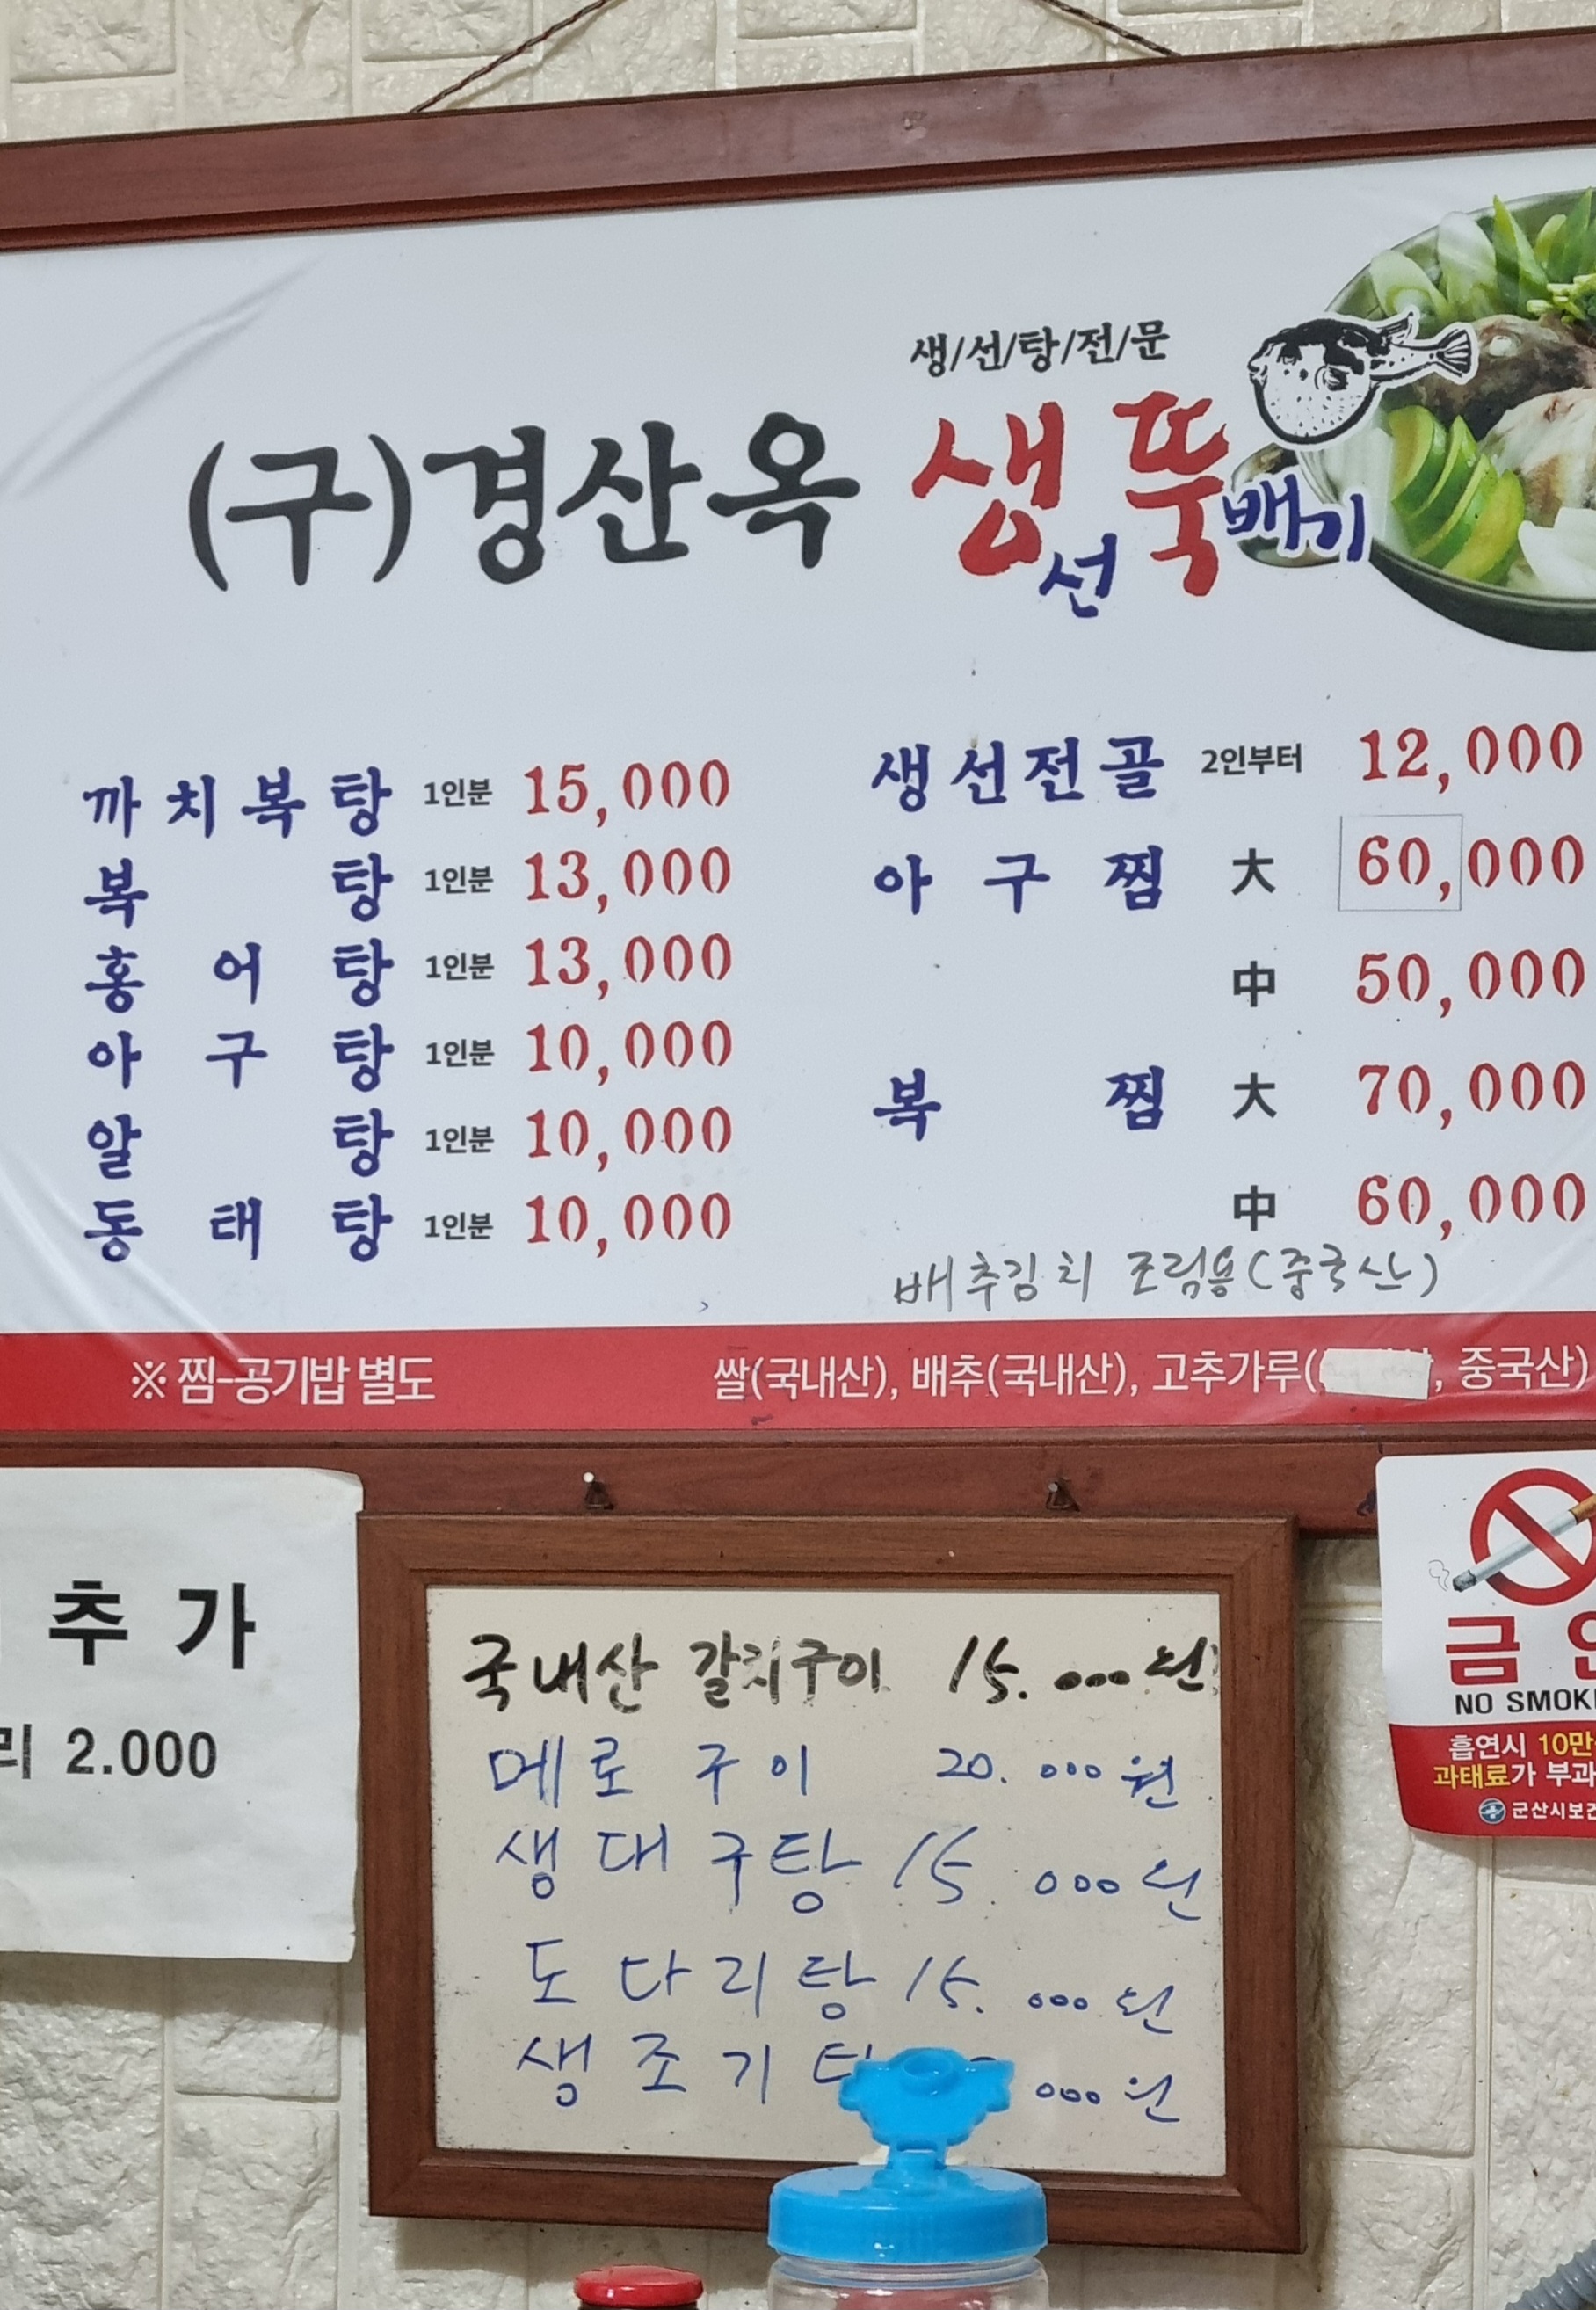 생/선/탕/전/문
(구)경산옥 생선뚝배기
까치복탕 1인분 15,000
복탕 1인분 13,000
홍어탕 1인분 13,000
아구탕 1인분 10,000
알탕 1인분 10,000
동태탕 1인분 10,000
생선전골 2인부터 12,000
아구찜 大 60,000
中 50,000
복찜 大 70,000
中 60,000
배추김치 조림용(중국산)
※ 찜-공기밥 별도
쌀(국내산), 배추(국내산), 고추가루( , 중국산)
추가
리 2.000
국내산 갈치구이 15.000원
메로구이 20.000원
생대구탕 15.000원
도다리탕 15.000원
생조기 000원
금
NO SMOK
흡연시 10만
과태료가 부과
군산시보건